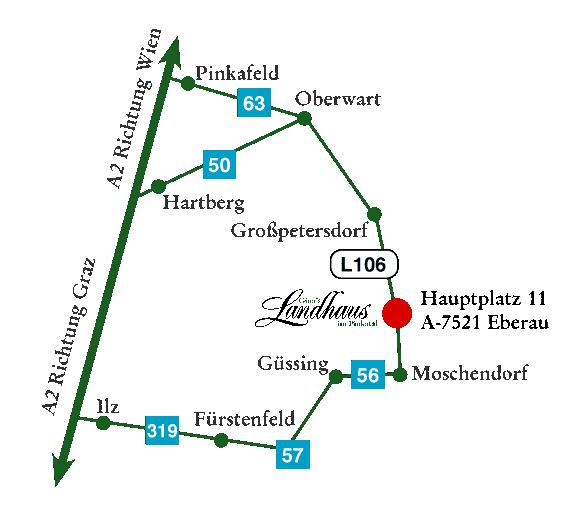 A2 Richtung Wien
Pinkafeld
63
Oberwart
50
Hartberg
Großpetersdorf
L106
A2 Richtung Graz
Gina's
Landhaus
im Pinkatal
Hauptplatz 11
A-7521 Eberau
Güssing
56
Moschendorf
Ilz
319
Fürstenfeld
57